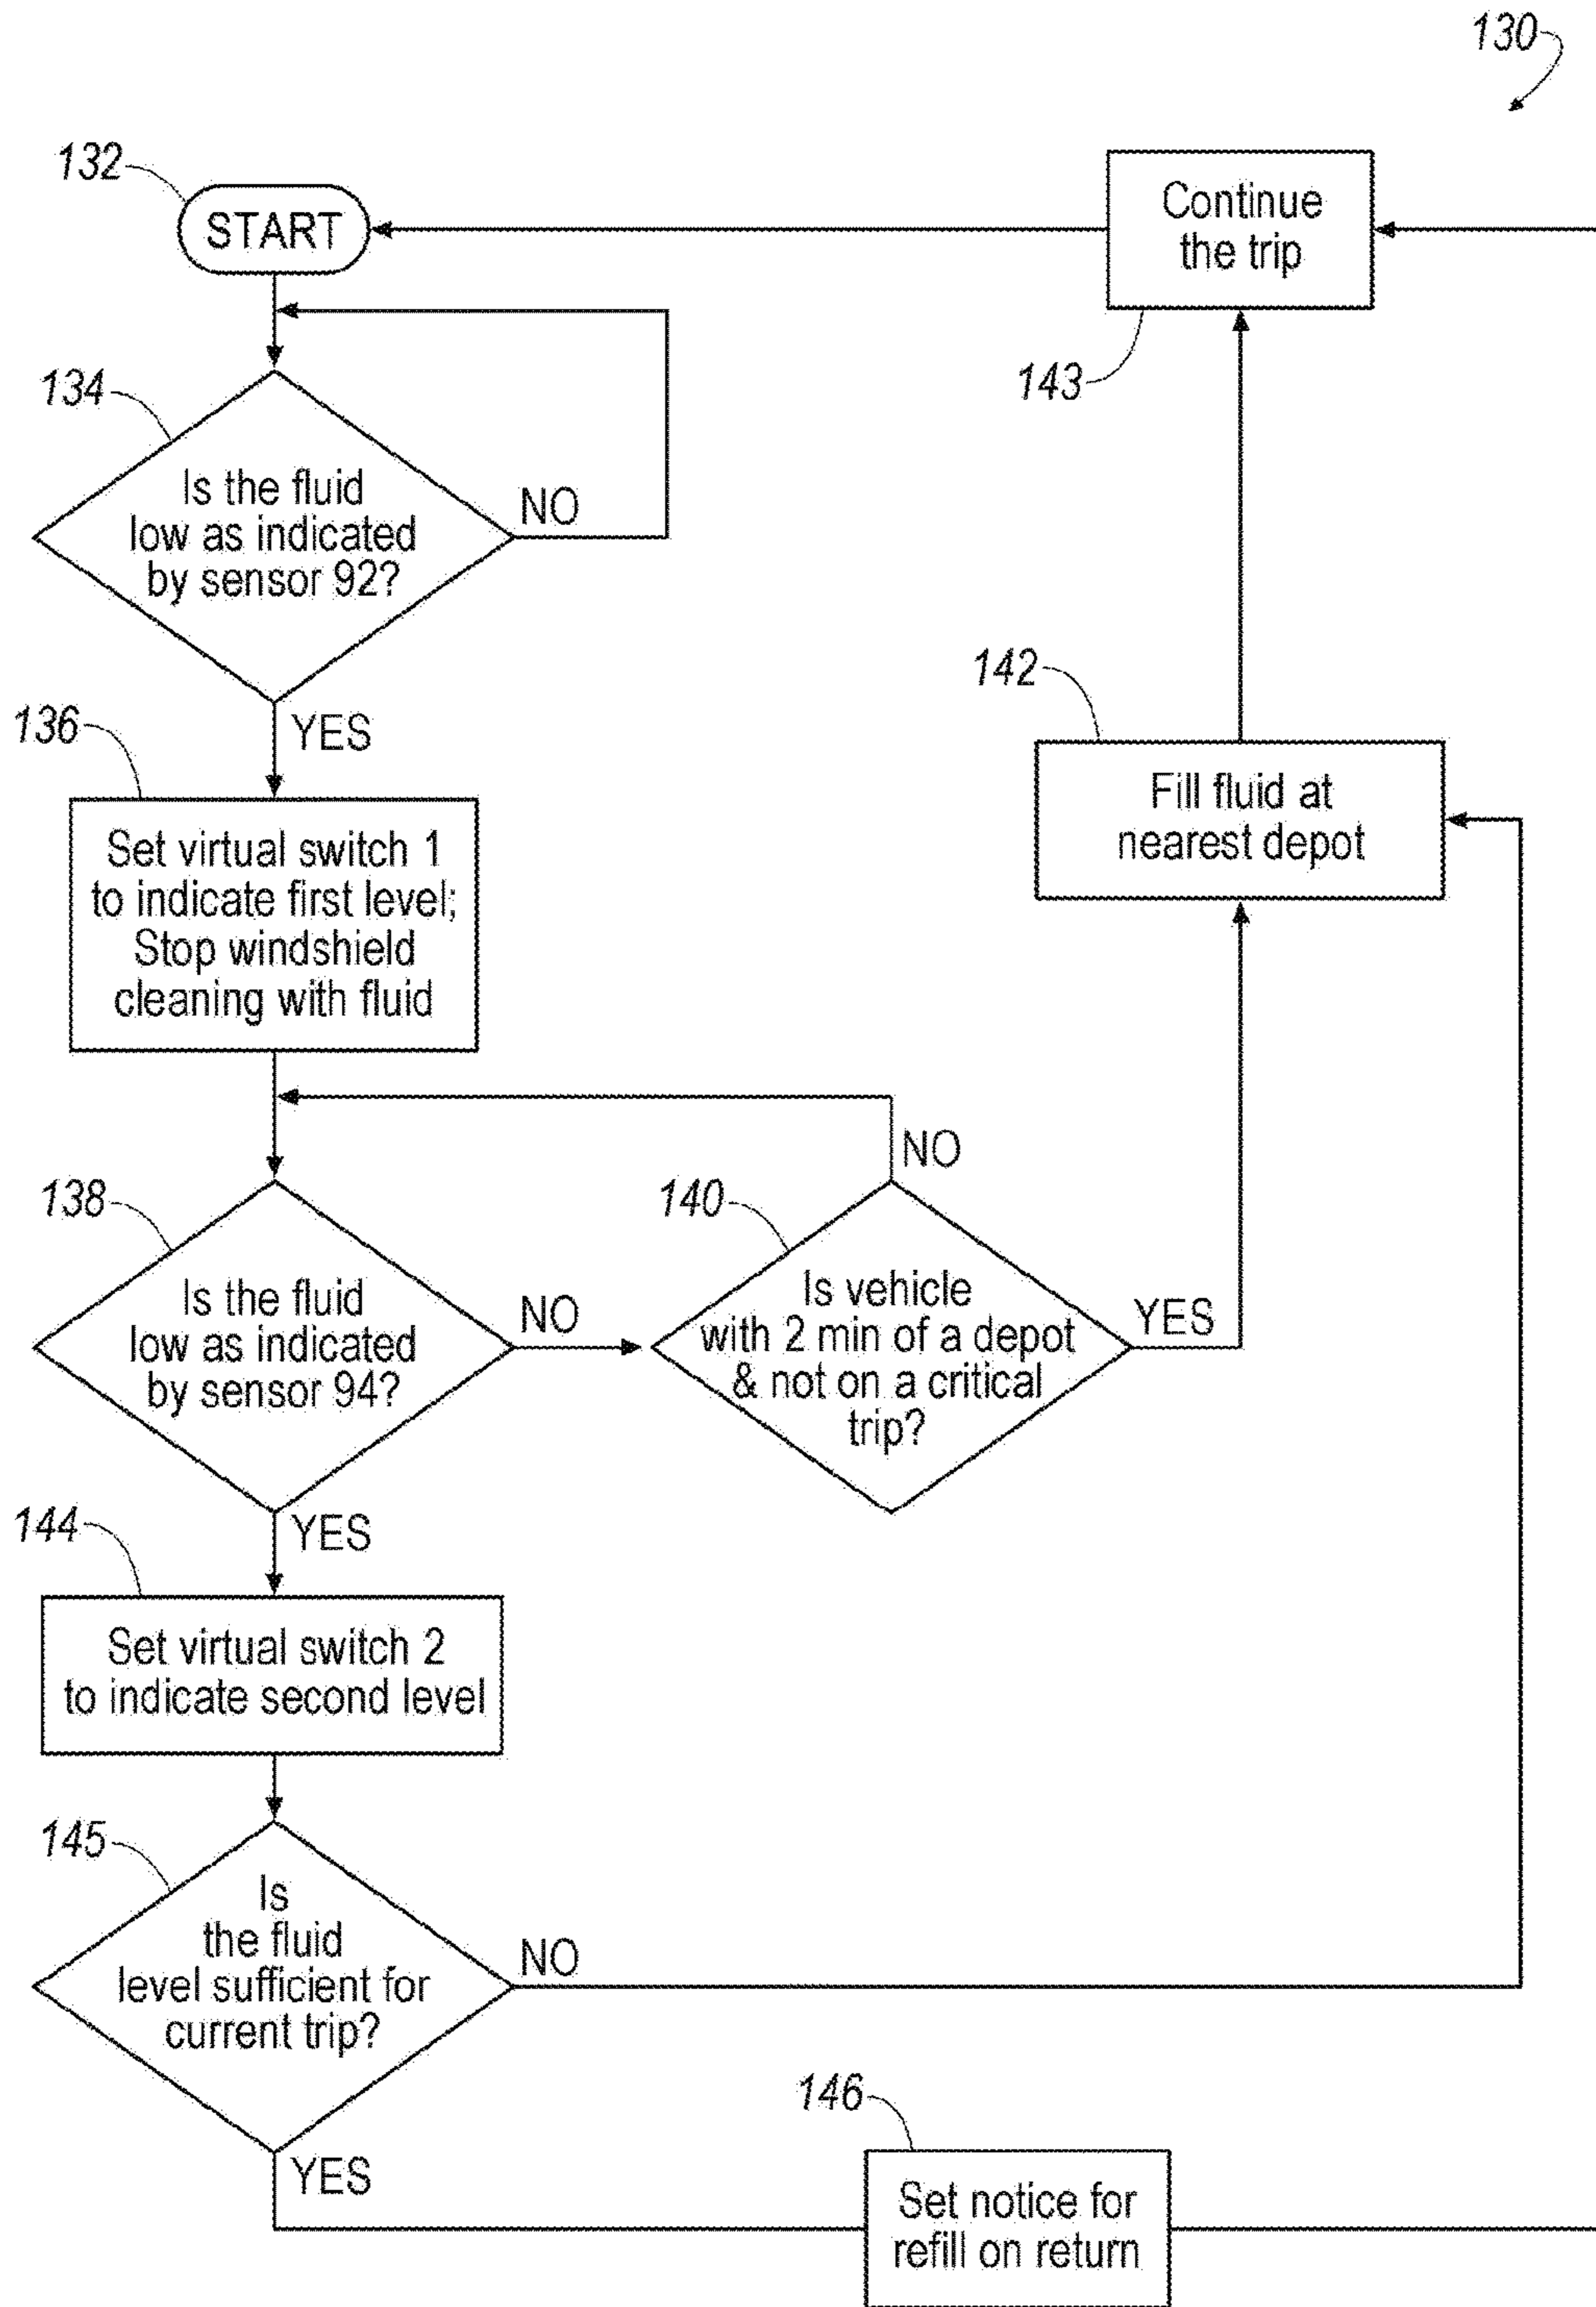 130
132
START
Continue
the trip
143
134
Is the fluid
low as indicated
by sensor 92?
NO
YES
136
Set virtual switch 1
to indicate first level;
Stop windshield
cleaning with fluid
142
Fill fluid at
nearest depot
138
Is the fluid
low as indicated
by sensor 94?
NO
YES
140
NO
Is vehicle
with 2 min of a depot
& not on a critical
trip?
YES
144
Set virtual switch 2
to indicate second level
145
Is
the fluid
level sufficient for
current trip?
NO
YES
146
Set notice for
refill on return